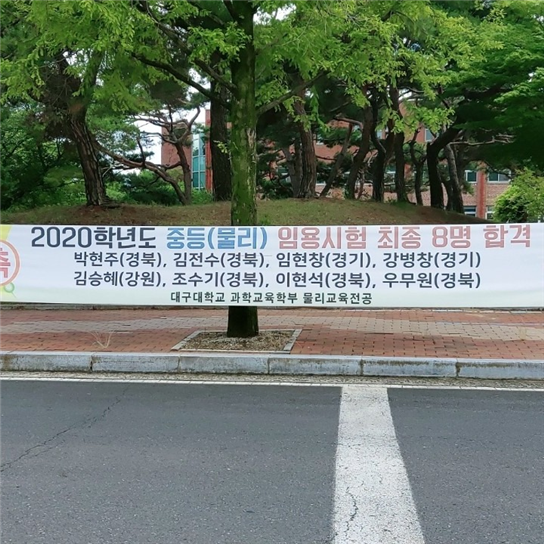 축
2020학년도 중등(물리) 임용시험 최종 8명 합격
박현주(경북), 김전수(경북), 임현창(경기), 강병창(경기)
김승혜(강원), 조수기(경북), 이현석(경북), 우무원(경북)
대구대학교 과학교육학부 물리교육전공